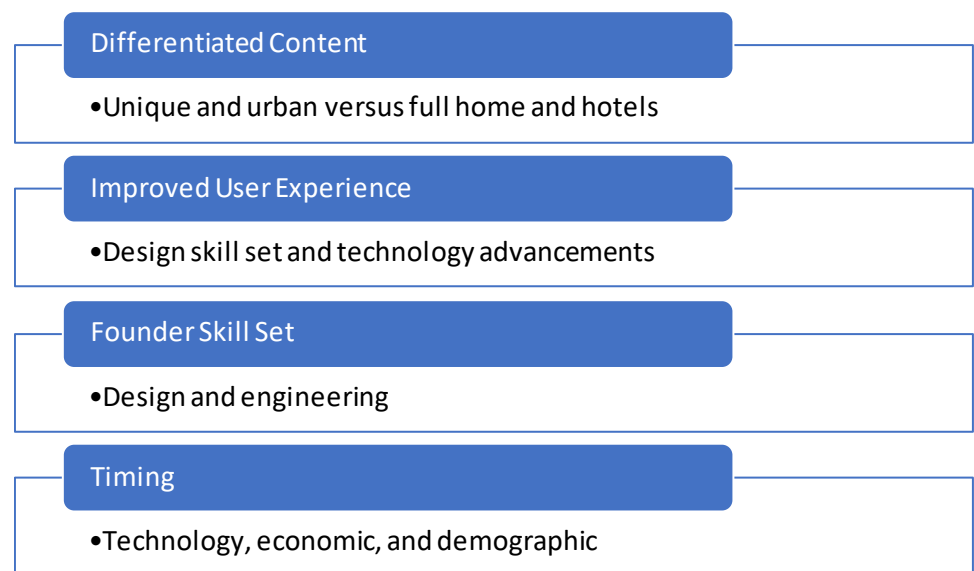 Differentiated Content
•Unique and urban versus full home and hotels
Improved User Experience
•Design skill set and technology advancements
Founder Skill Set
•Design and engineering
Timing
•Technology, economic, and demographic